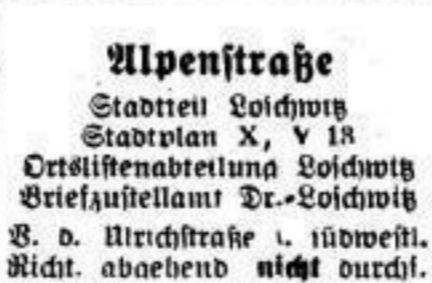 Alpenstraße
Stadtteil Loschwitz
Stadtplan X, Y 18
Ortslistenabteilung Loschwitz
Briefzustellamt Dr.-Loschwitz
V. d. Ulrichstraße i. südwestl.
Richt. abgehend nicht durchf.